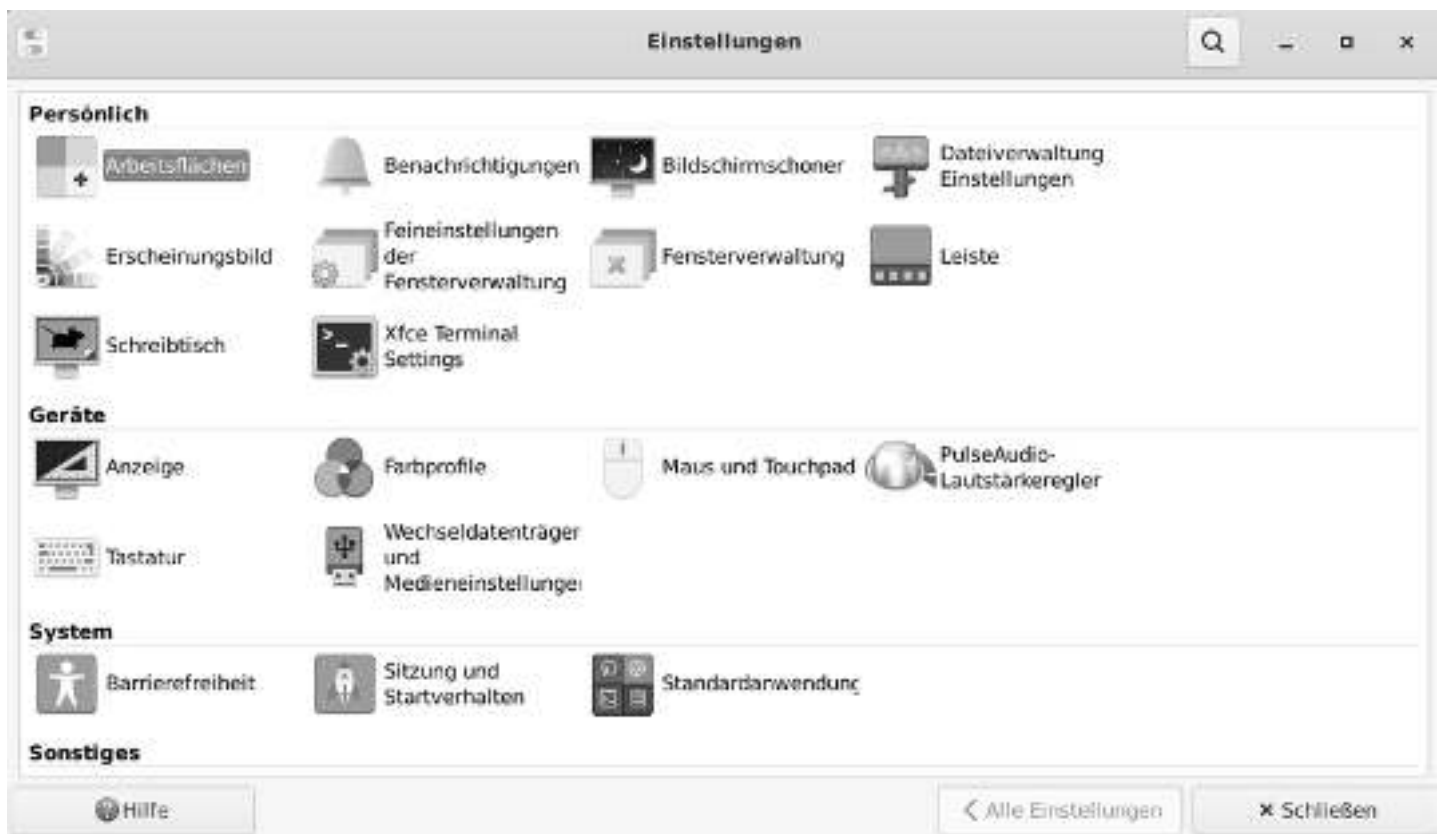 Einstellungen
Persönlich
Arbeitsflächen
Benachrichtigungen
Bildschirmschoner
Dateiverwaltung
Einstellungen
Erscheinungsbild
Feineinstellungen
der
Fensterverwaltung
Fensterverwaltung
Leiste
Schreibtisch
Xfce Terminal
Settings
Geräte
Anzeige
Farbprofile
Maus und Touchpad
PulseAudio-
Lautstärkeregler
Tastatur
Wechseldatenträger
und
Medieneinstellunge
System
Barrierefreiheit
Sitzung und
Startverhalten
Standardanwendung
Sonstiges
Hilfe
Alle Einstellungen
Schließen